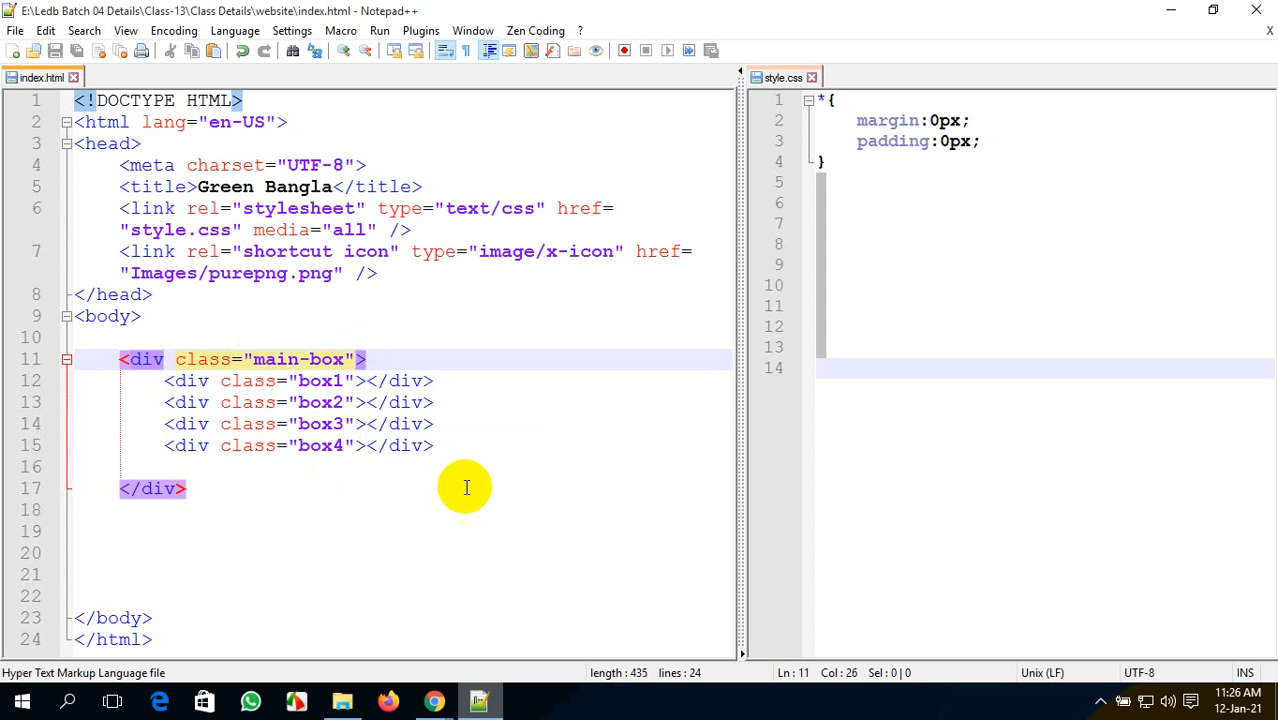 E:\Ledb Batch 04 Details\Class-13\Class Details\website\index.html - Notepad++
File Edit Search View Encoding Language Settings Macro Run Plugins Window Zen Coding ? X
index.html
1 <!DOCTYPE HTML>
2 <html lang="en-US">
3 <head>
4 <meta charset="UTF-8">
5 <title>Green Bangla</title>
6 <link rel="stylesheet" type="text/css" href=
"style.css" media="all" />
7 <link rel="shortcut icon" type="image/x-icon" href=
"Images/purepng.png" />
8 </head>
9 <body>
10
11 <div class="main-box">
12 <div class="box1"></div>
13 <div class="box2"></div>
14 <div class="box3"></div>
15 <div class="box4"></div>
16
17 </div>
18
19
20
21
22
23 </body>
24 </html>
style.css
1 *{
2 margin:0px;
3 padding:0px;
4 }
5
6
7
8
9
10
11
12
13
14
Hyper Text Markup Language file length : 435 lines : 24 Ln : 11 Col : 26 Sel : 0 | 0 Unix (LF) UTF-8 INS
11:26 AM
12-Jan-21